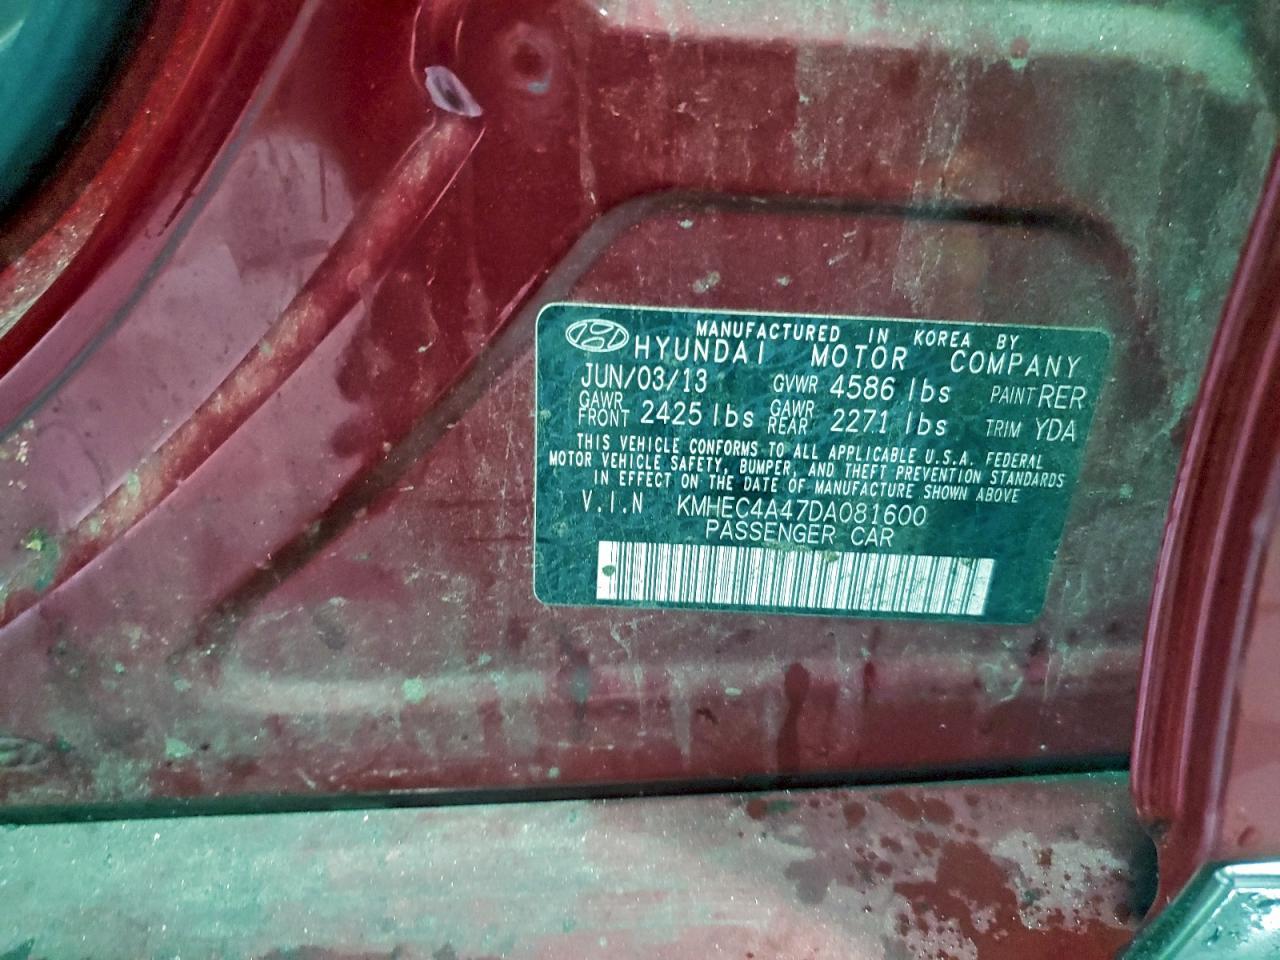 MANUFACTURED IN KOREA BY
HYUNDAI MOTOR COMPANY
JUN/03/13 GVWR 4586 lbs PAINT RER
GAWR FRONT 2425 lbs GAWR REAR 2271 lbs TRIM YDA
THIS VEHICLE CONFORMS TO ALL APPLICABLE U.S.A. FEDERAL
MOTOR VEHICLE SAFETY, BUMPER, AND THEFT PREVENTION STANDARDS
IN EFFECT ON THE DATE OF MANUFACTURE SHOWN ABOVE
V.I.N KMHEC4A47DA081600
PASSENGER CAR